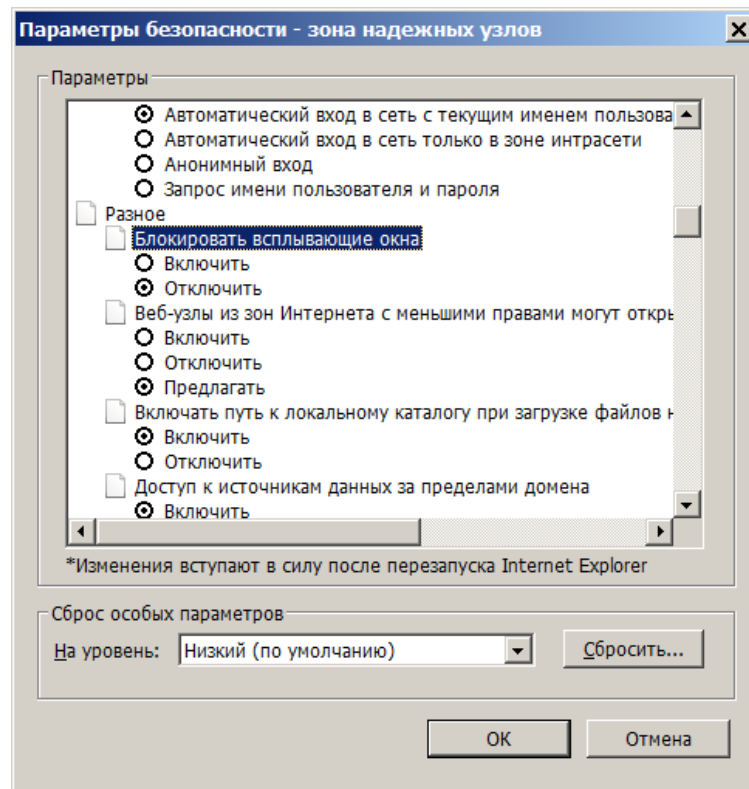 Параметры безопасности - зона надежных узлов
Параметры
Автоматический вход в сеть с текущим именем пользова
Автоматический вход в сеть только в зоне интрасети
Анонимный вход
Запрос имени пользователя и пароля
Разное
Блокировать всплывающие окна
Включить
Отключить
Веб-узлы из зон Интернета с меньшими правами могут откры
Включить
Отключить
Предлагать
Включать путь к локальному каталогу при загрузке файлов н
Включить
Отключить
Доступ к источникам данных за пределами домена
Включить
*Изменения вступают в силу после перезапуска Internet Explorer
Сброс особых параметров
На уровень: Низкий (по умолчанию) Сбросить...
ОК Отмена